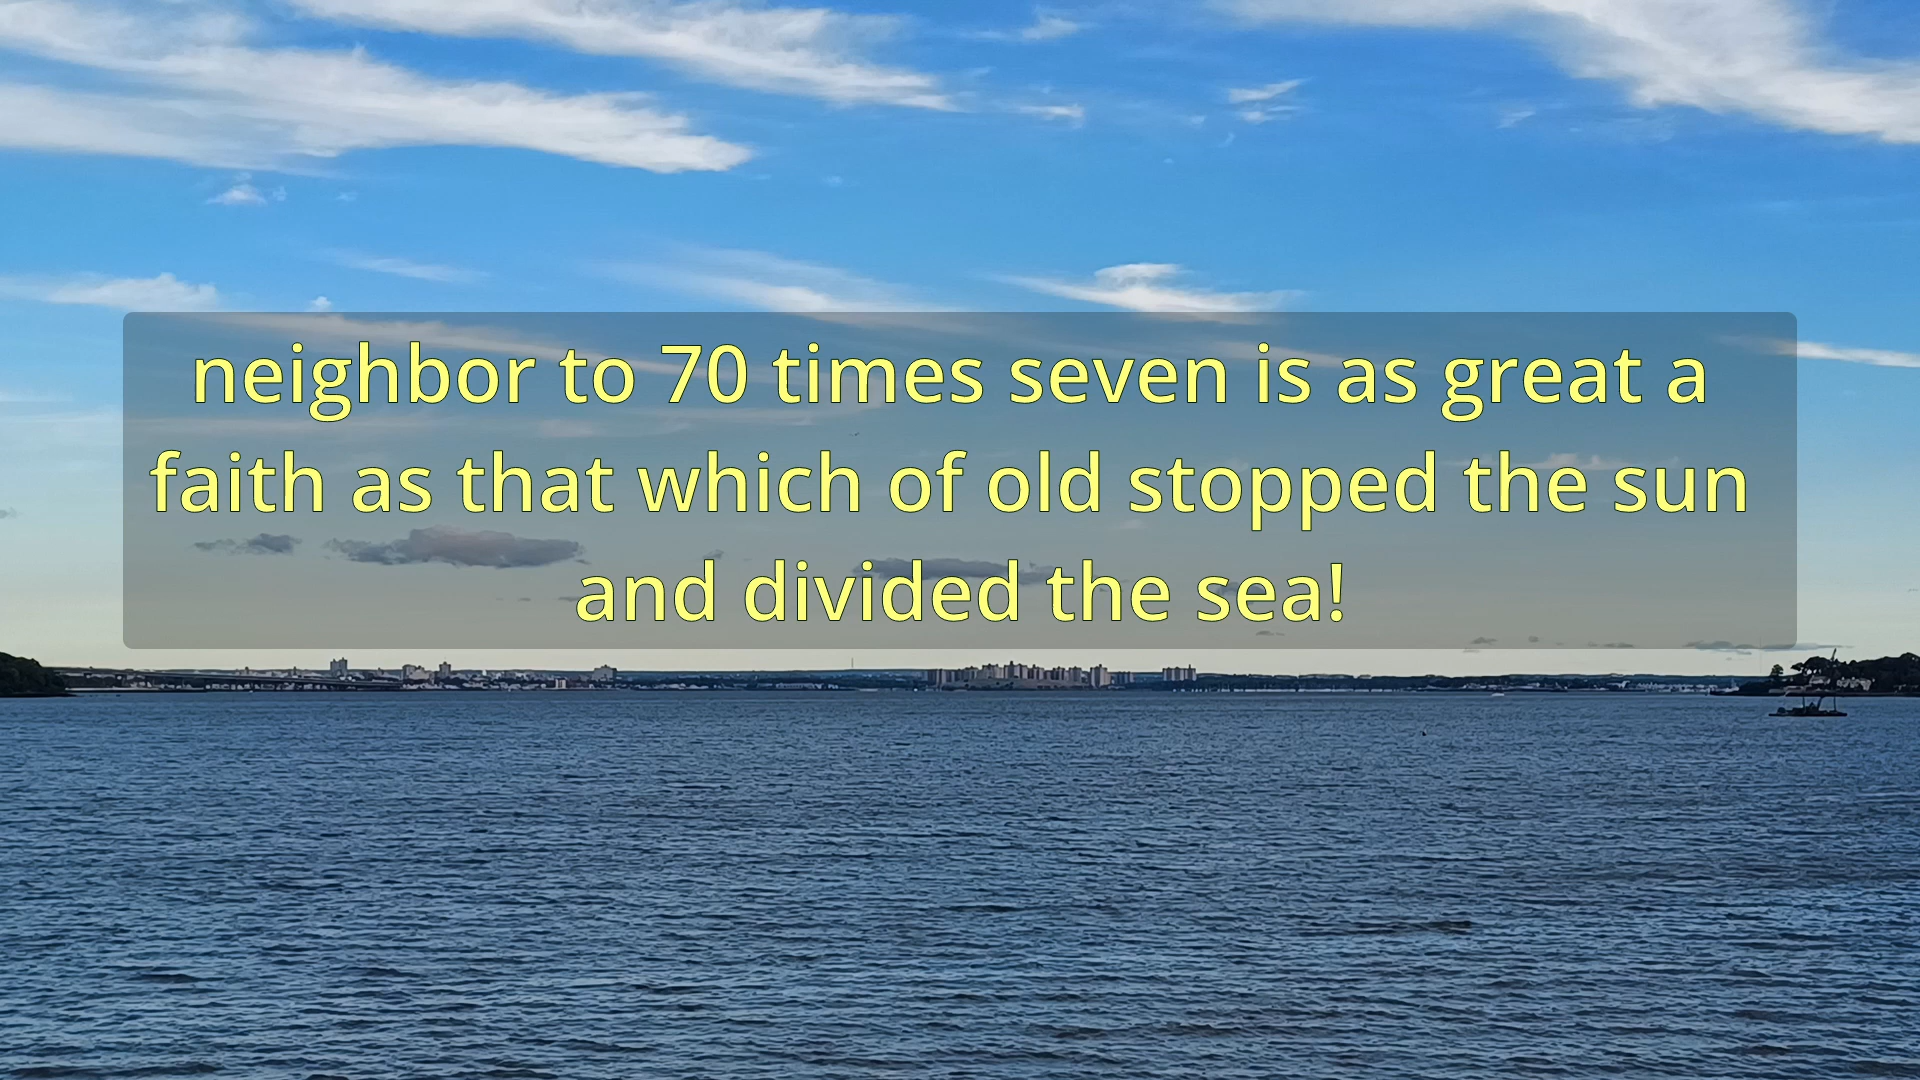 neighbor to 70 times seven is as great a
faith as that which of old stopped the sun
and divided the sea!